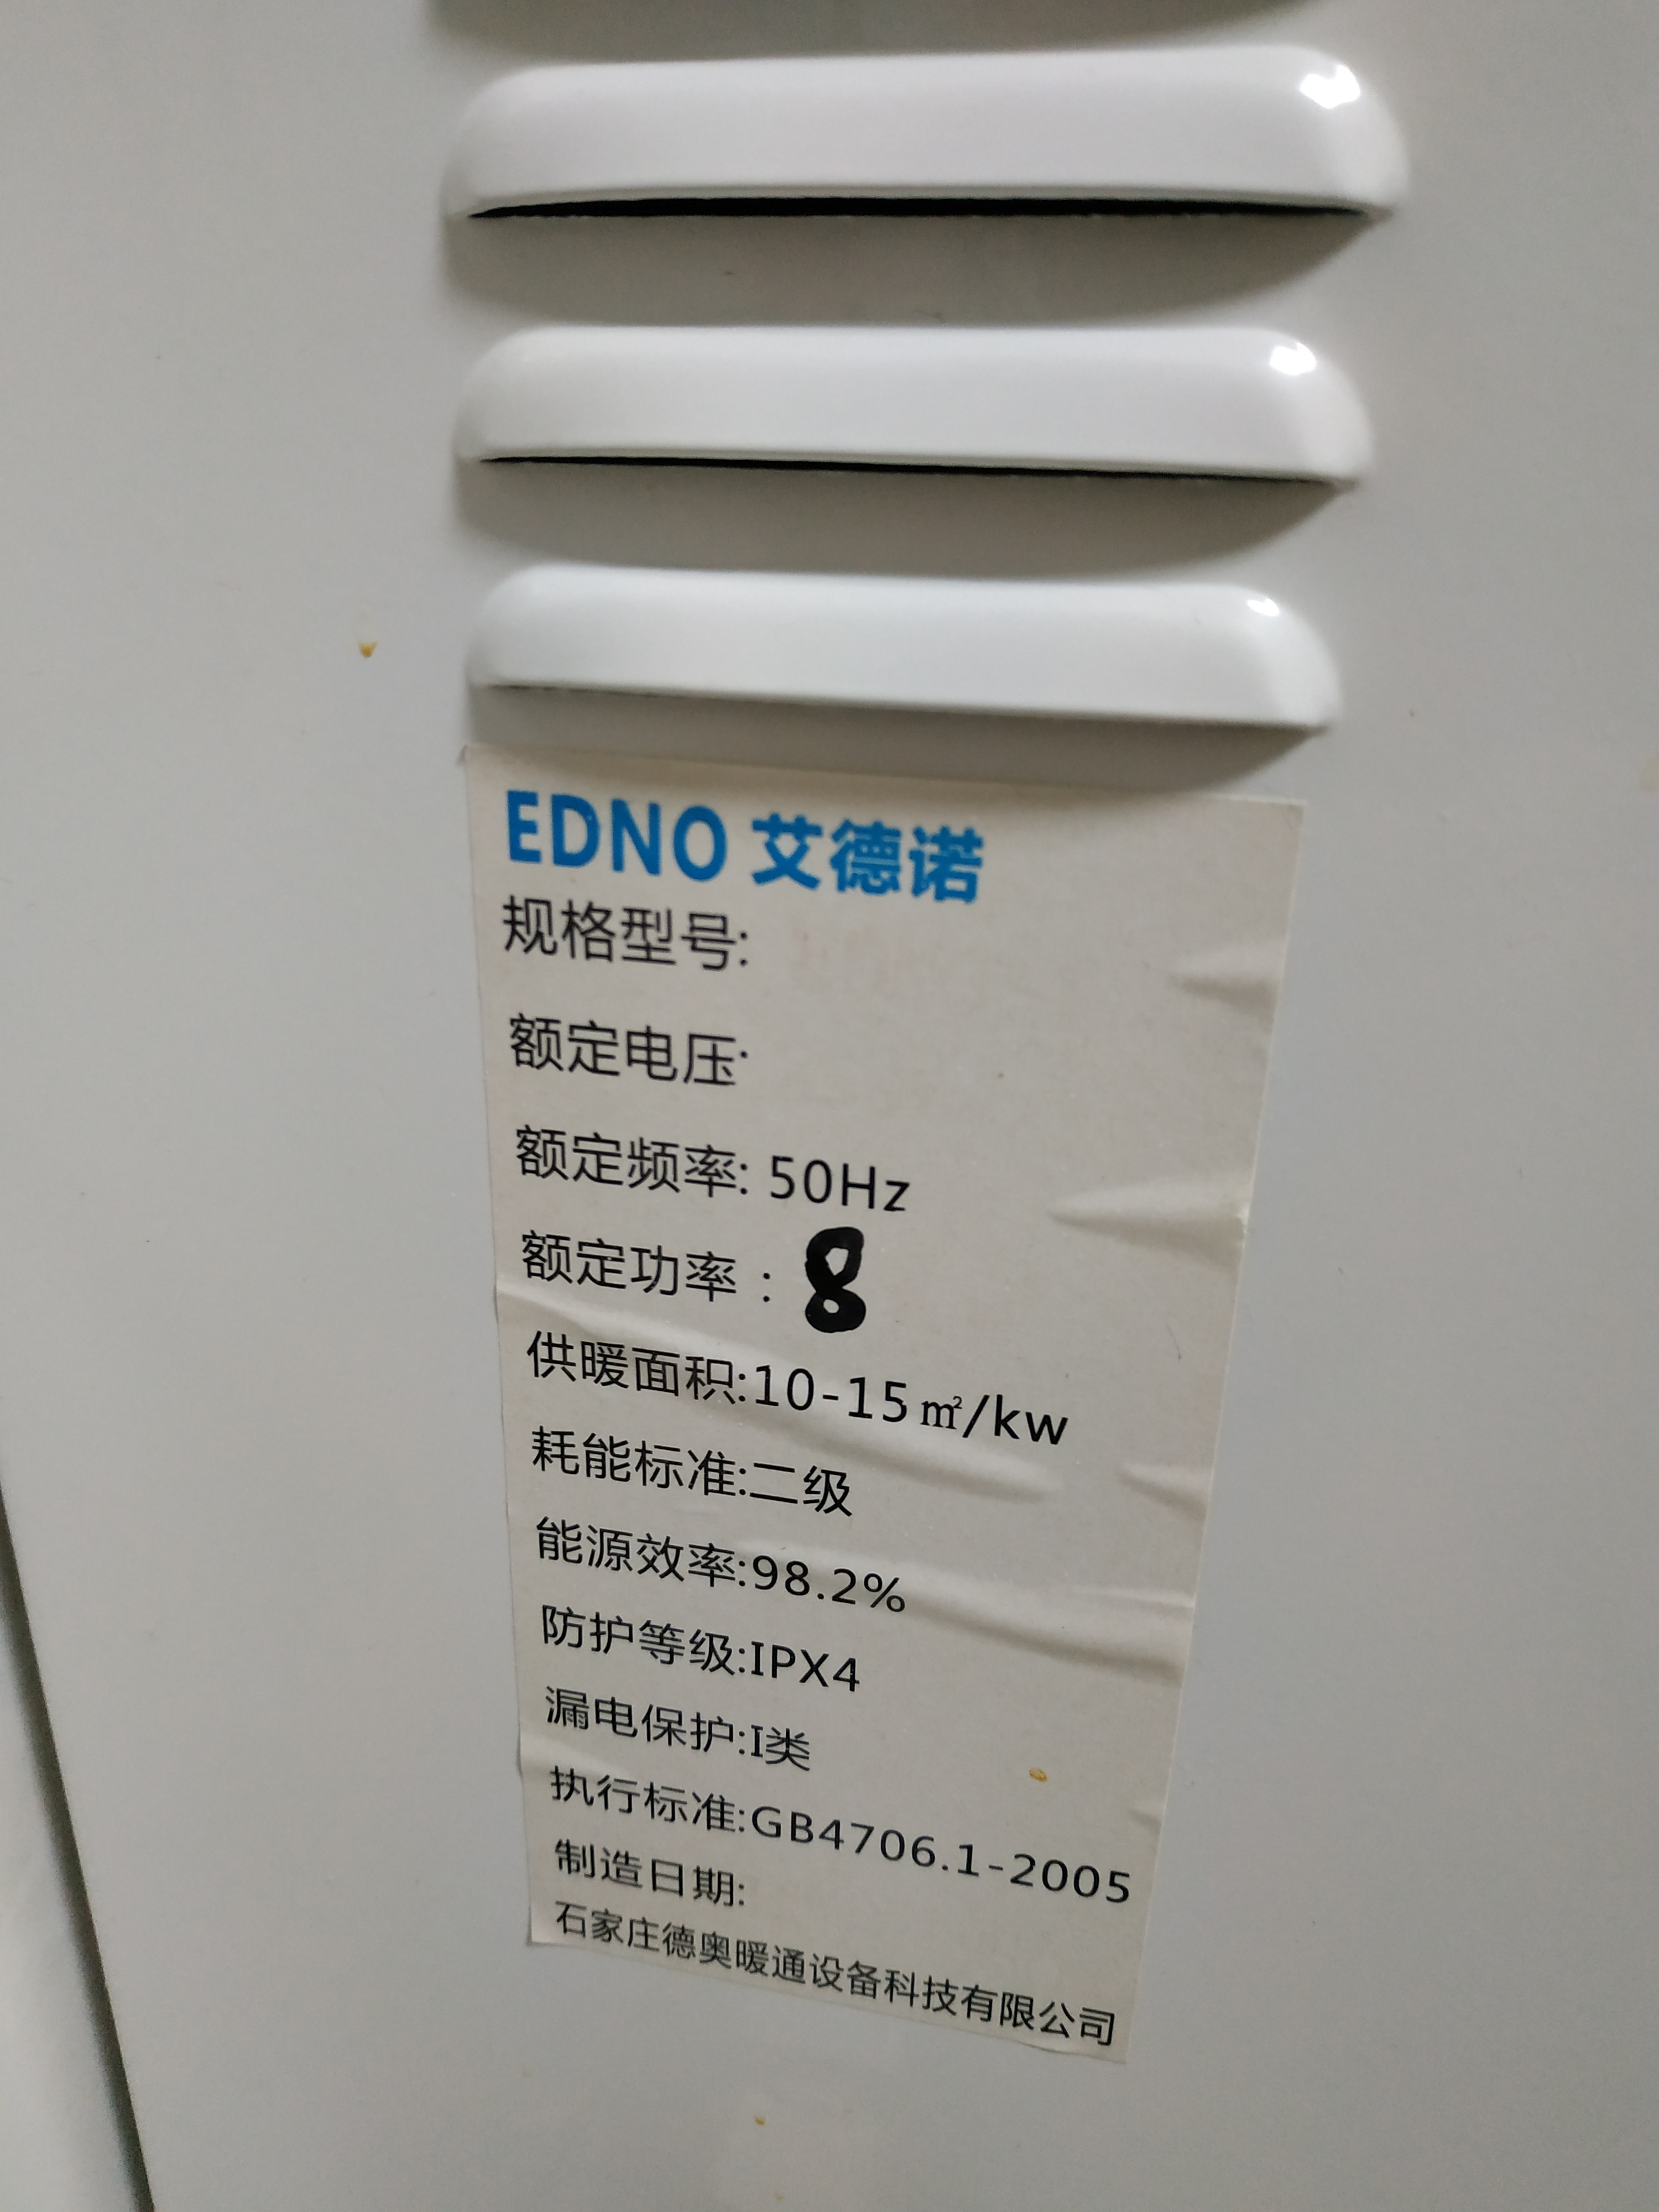 EDNO 艾德诺
规格型号:
额定电压:
额定频率: 50Hz
额定功率：8
供暖面积:10-15㎡/kw
耗能标准:二级
能源效率:98.2%
防护等级:IPX4
漏电保护:I类
执行标准:GB4706.1-2005
制造日期:
石家庄德奥暖通设备科技有限公司